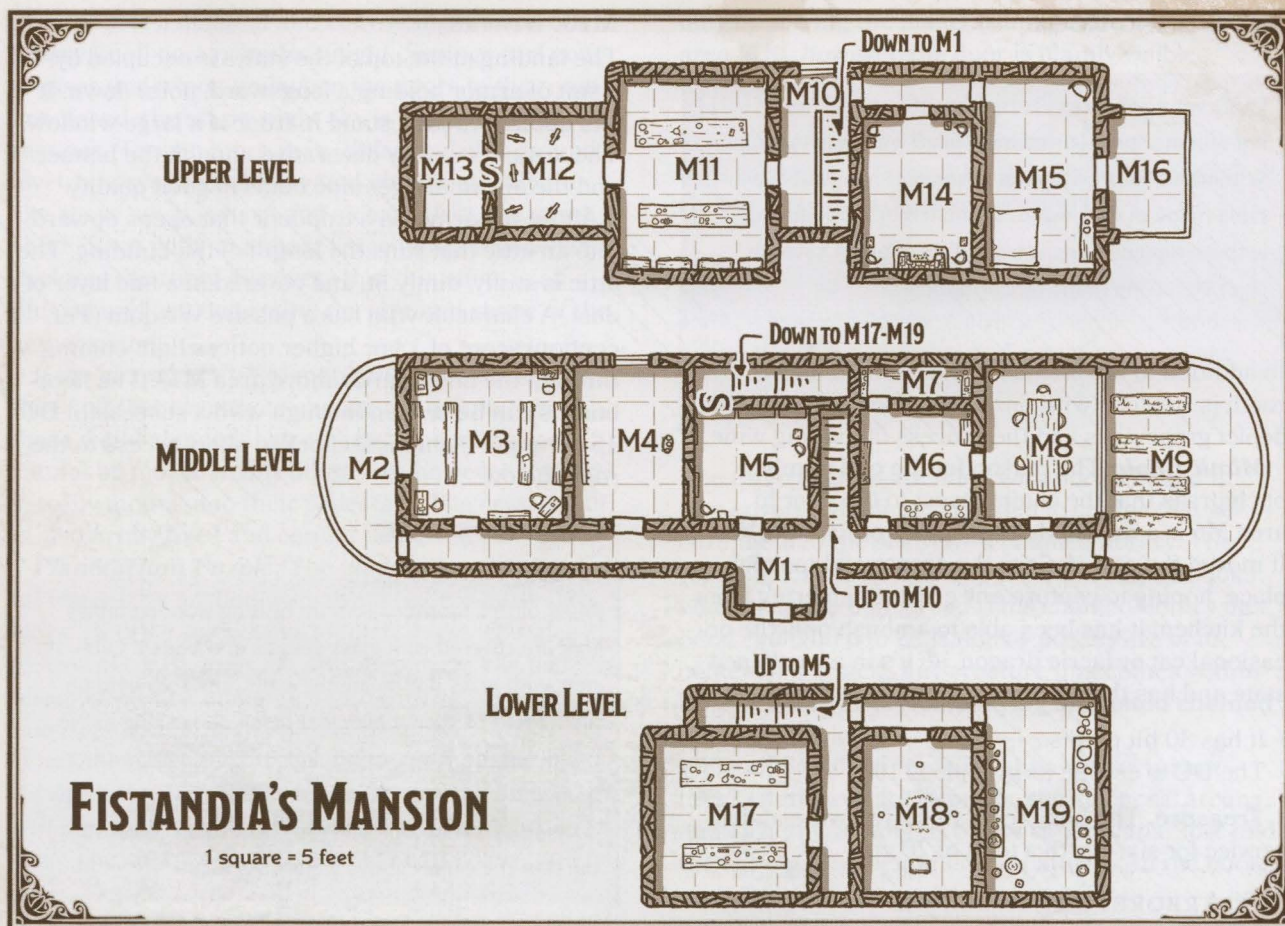 DOWN TO M1
UPPER LEVEL
M13 S M12 M11 M10 M14 M15 M16
DOWN TO M17-M19
MIDDLE LEVEL
M2 M3 M4 S M5 M7 M6 M8 M9
M1
UP TO M10
UP TO M5
LOWER LEVEL
M17 M18 M19
FISTANDIA'S MANSION
1 square = 5 feet